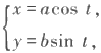 x = a cos t ,
y = b sin t ,